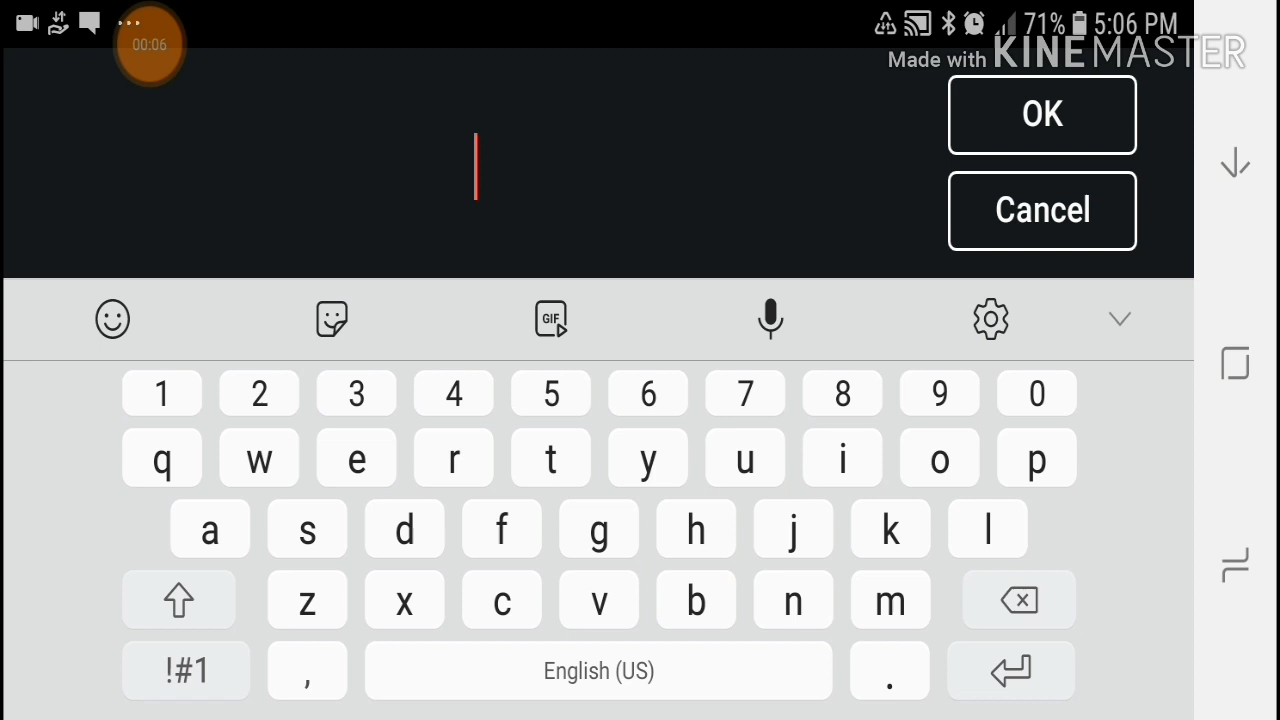 00:06
71% 5:06 PM
Made with KINEMASTER
OK
Cancel
GIF
1 2 3 4 5 6 7 8 9 0
q w e r t y u i o p
a s d f g h j k l
z x c v b n m
!#1 , English (US) .